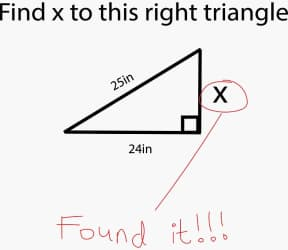 Find x to this right triangle
25in
X
24in
Found it!!!